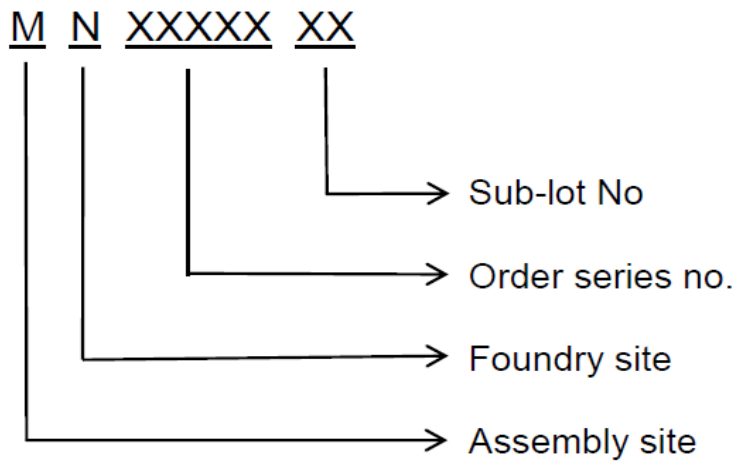 M N XXXXX XX
Sub-lot No
Order series no.
Foundry site
Assembly site